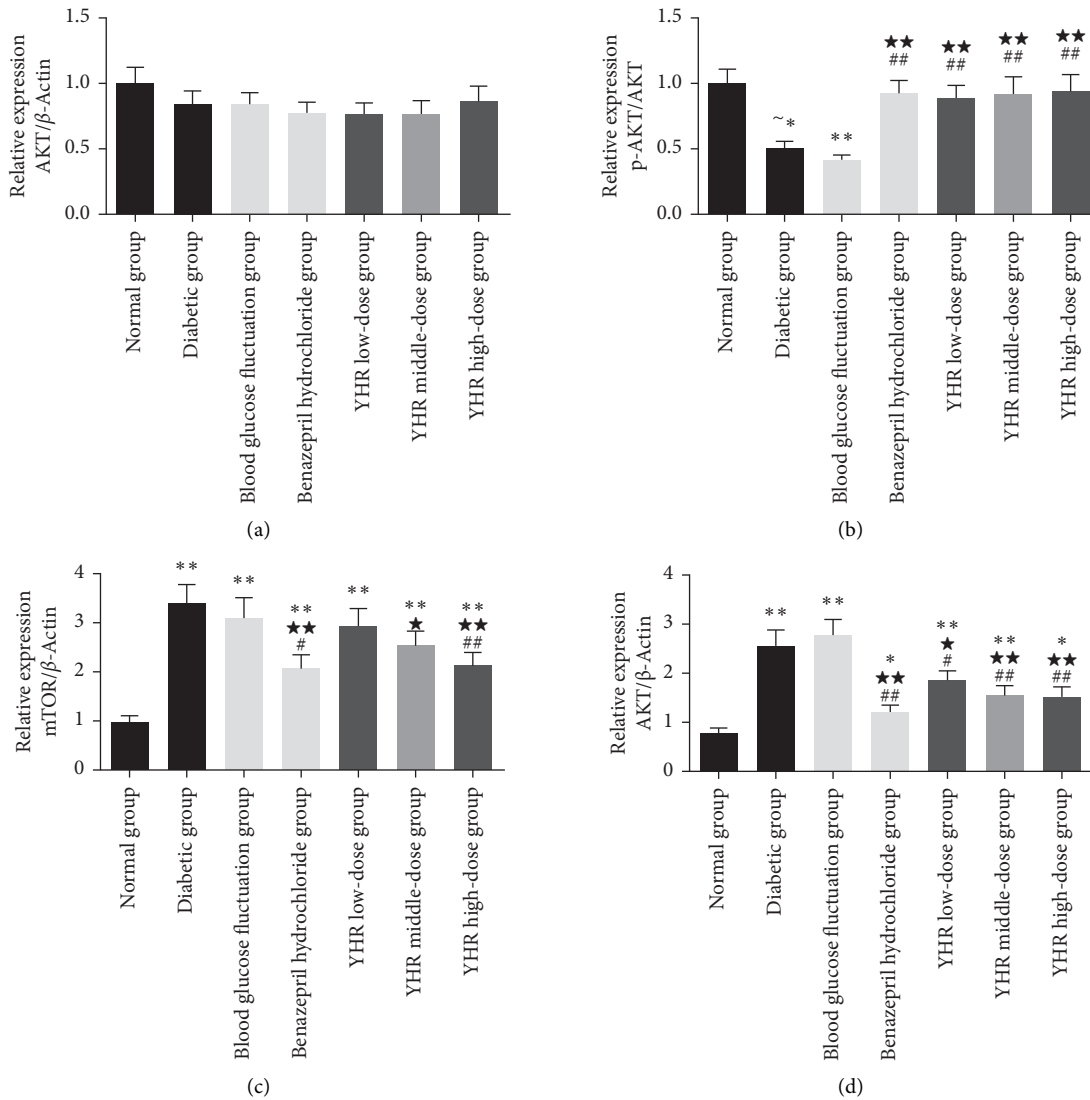 Relative expression
AKT/β-Actin
1.5
1.0
0.5
0.0
Normal group
Diabetic group
Blood glucose fluctuation group
Benazepril hydrochloride group
YHR low-dose group
YHR middle-dose group
YHR high-dose group
(a)
Relative expression
p-AKT/AKT
1.5
1.0
0.5
0.0
~*
**
★★
##
★★
##
★★
##
★★
##
Normal group
Diabetic group
Blood glucose fluctuation group
Benazepril hydrochloride group
YHR low-dose group
YHR middle-dose group
YHR high-dose group
(b)
Relative expression
mTOR/β-Actin
4
3
2
1
0
**
**
**
★★
#
**
**
★
**
★★
##
Normal group
Diabetic group
Blood glucose fluctuation group
Benazepril hydrochloride group
YHR low-dose group
YHR middle-dose group
YHR high-dose group
(c)
Relative expression
AKT/β-Actin
4
3
2
1
0
**
**
*
★★
##
**
★
#
**
★★
##
*
★★
##
Normal group
Diabetic group
Blood glucose fluctuation group
Benazepril hydrochloride group
YHR low-dose group
YHR middle-dose group
YHR high-dose group
(d)